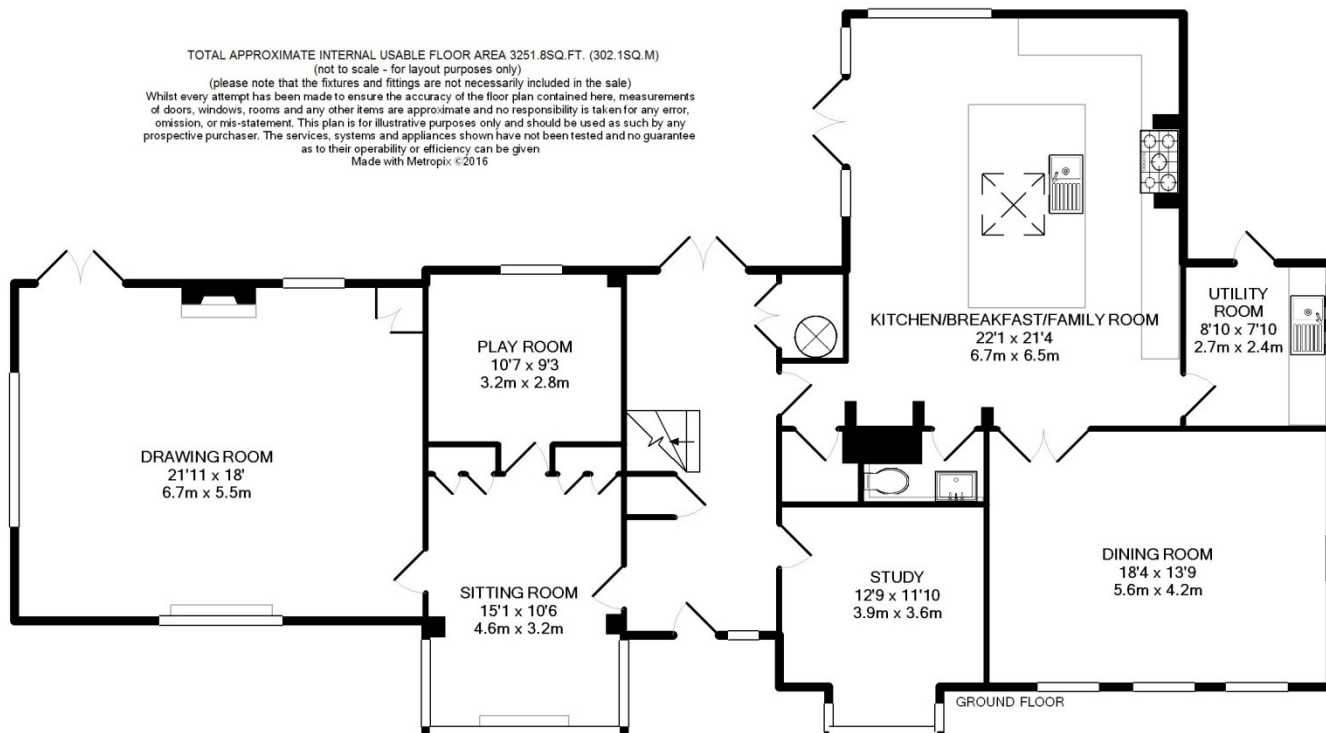 TOTAL APPROXIMATE INTERNAL USABLE FLOOR AREA 3251.8SQ.FT. (302.1SQ.M)
(not to scale - for layout purposes only)
(please note that the fixtures and fittings are not necessarily included in the sale)
Whilst every attempt has been made to ensure the accuracy of the floor plan contained here, measurements
of doors, windows, rooms and any other items are approximate and no responsibility is taken for any error,
omission, or mis-statement. This plan is for illustrative purposes only and should be used as such by any
prospective purchaser. The services, systems and appliances shown have not been tested and no guarantee
as to their operability or efficiency can be given
Made with Metropix ©2016
KITCHEN/BREAKFAST/FAMILY ROOM
22'1 x 21'4
6.7m x 6.5m
UTILITY
ROOM
8'10 x 7'10
2.7m x 2.4m
PLAY ROOM
10'7 x 9'3
3.2m x 2.8m
DRAWING ROOM
21'11 x 18'
6.7m x 5.5m
SITTING ROOM
15'1 x 10'6
4.6m x 3.2m
STUDY
12'9 x 11'10
3.9m x 3.6m
DINING ROOM
18'4 x 13'9
5.6m x 4.2m
GROUND FLOOR